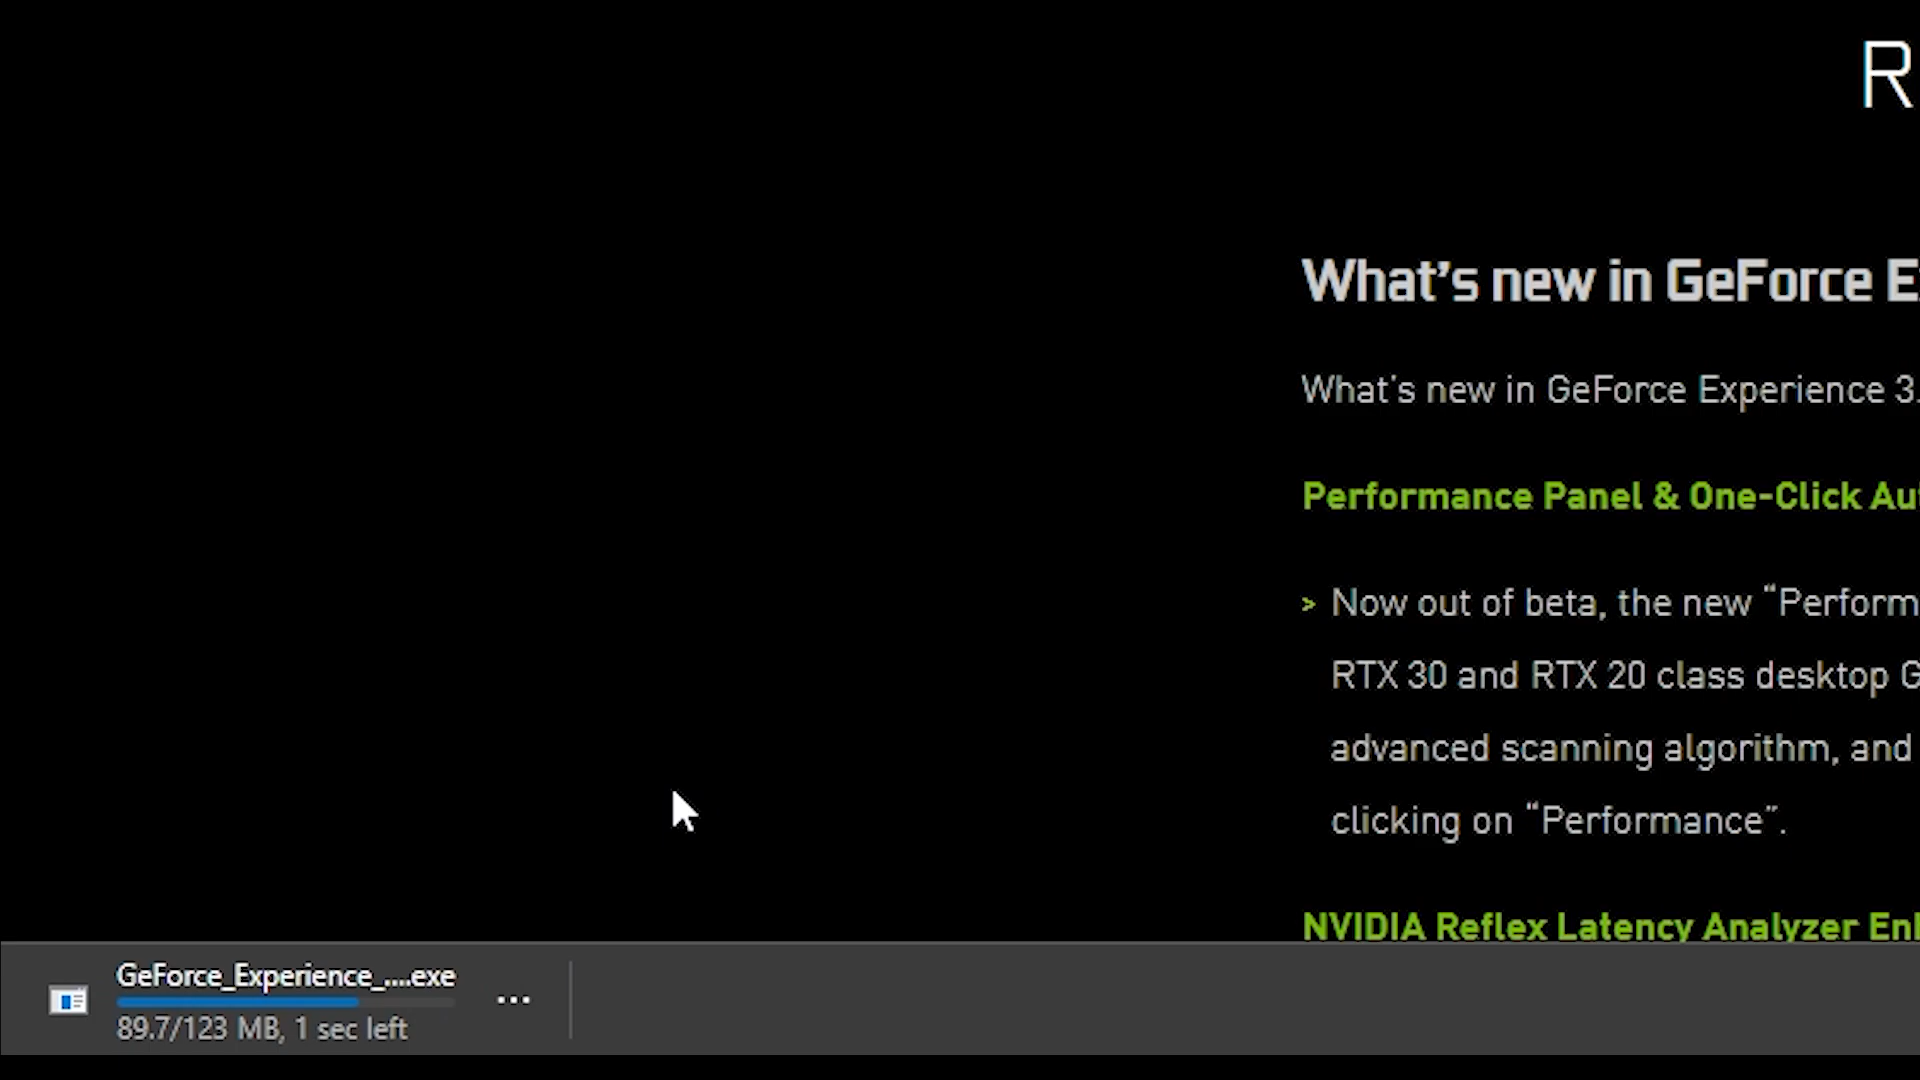 R
What's new in GeForce E
What's new in GeForce Experience 3.
Performance Panel & One-Click Au
> Now out of beta, the new “Perform
RTX 30 and RTX 20 class desktop G
advanced scanning algorithm, and
clicking on “Performance”.
NVIDIA Reflex Latency Analyzer En
GeForce_Experience_....exe
89.7/123 MB, 1 sec left